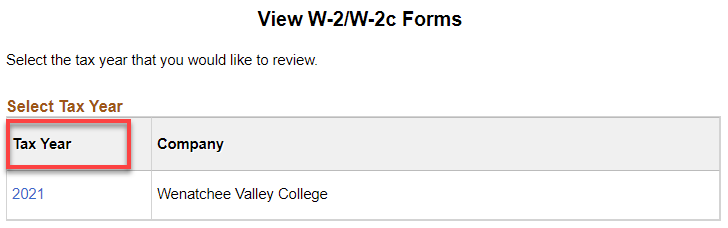 View W-2/W-2c Forms
Select the tax year that you would like to review.
Select Tax Year
Tax Year Company
2021 Wenatchee Valley College